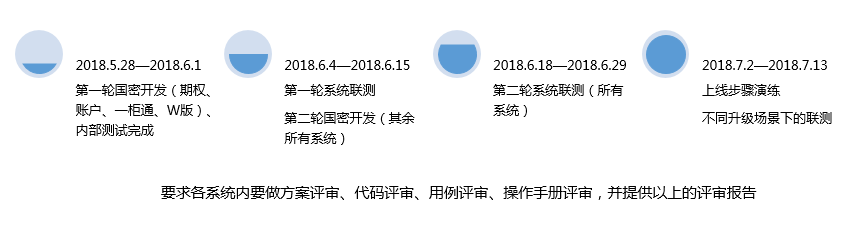 2018.5.28—2018.6.1
第一轮国密开发（期权、
账户、一柜通、W版）、
内部测试完成
2018.6.4—2018.6.15
第一轮系统联测
第二轮国密开发（其余
所有系统）
2018.6.18—2018.6.29
第二轮系统联测（所有
系统）
2018.7.2—2018.7.13
上线步骤演练
不同升级场景下的联测
要求各系统内要做方案评审、代码评审、用例评审、操作手册评审，并提供以上的评审报告